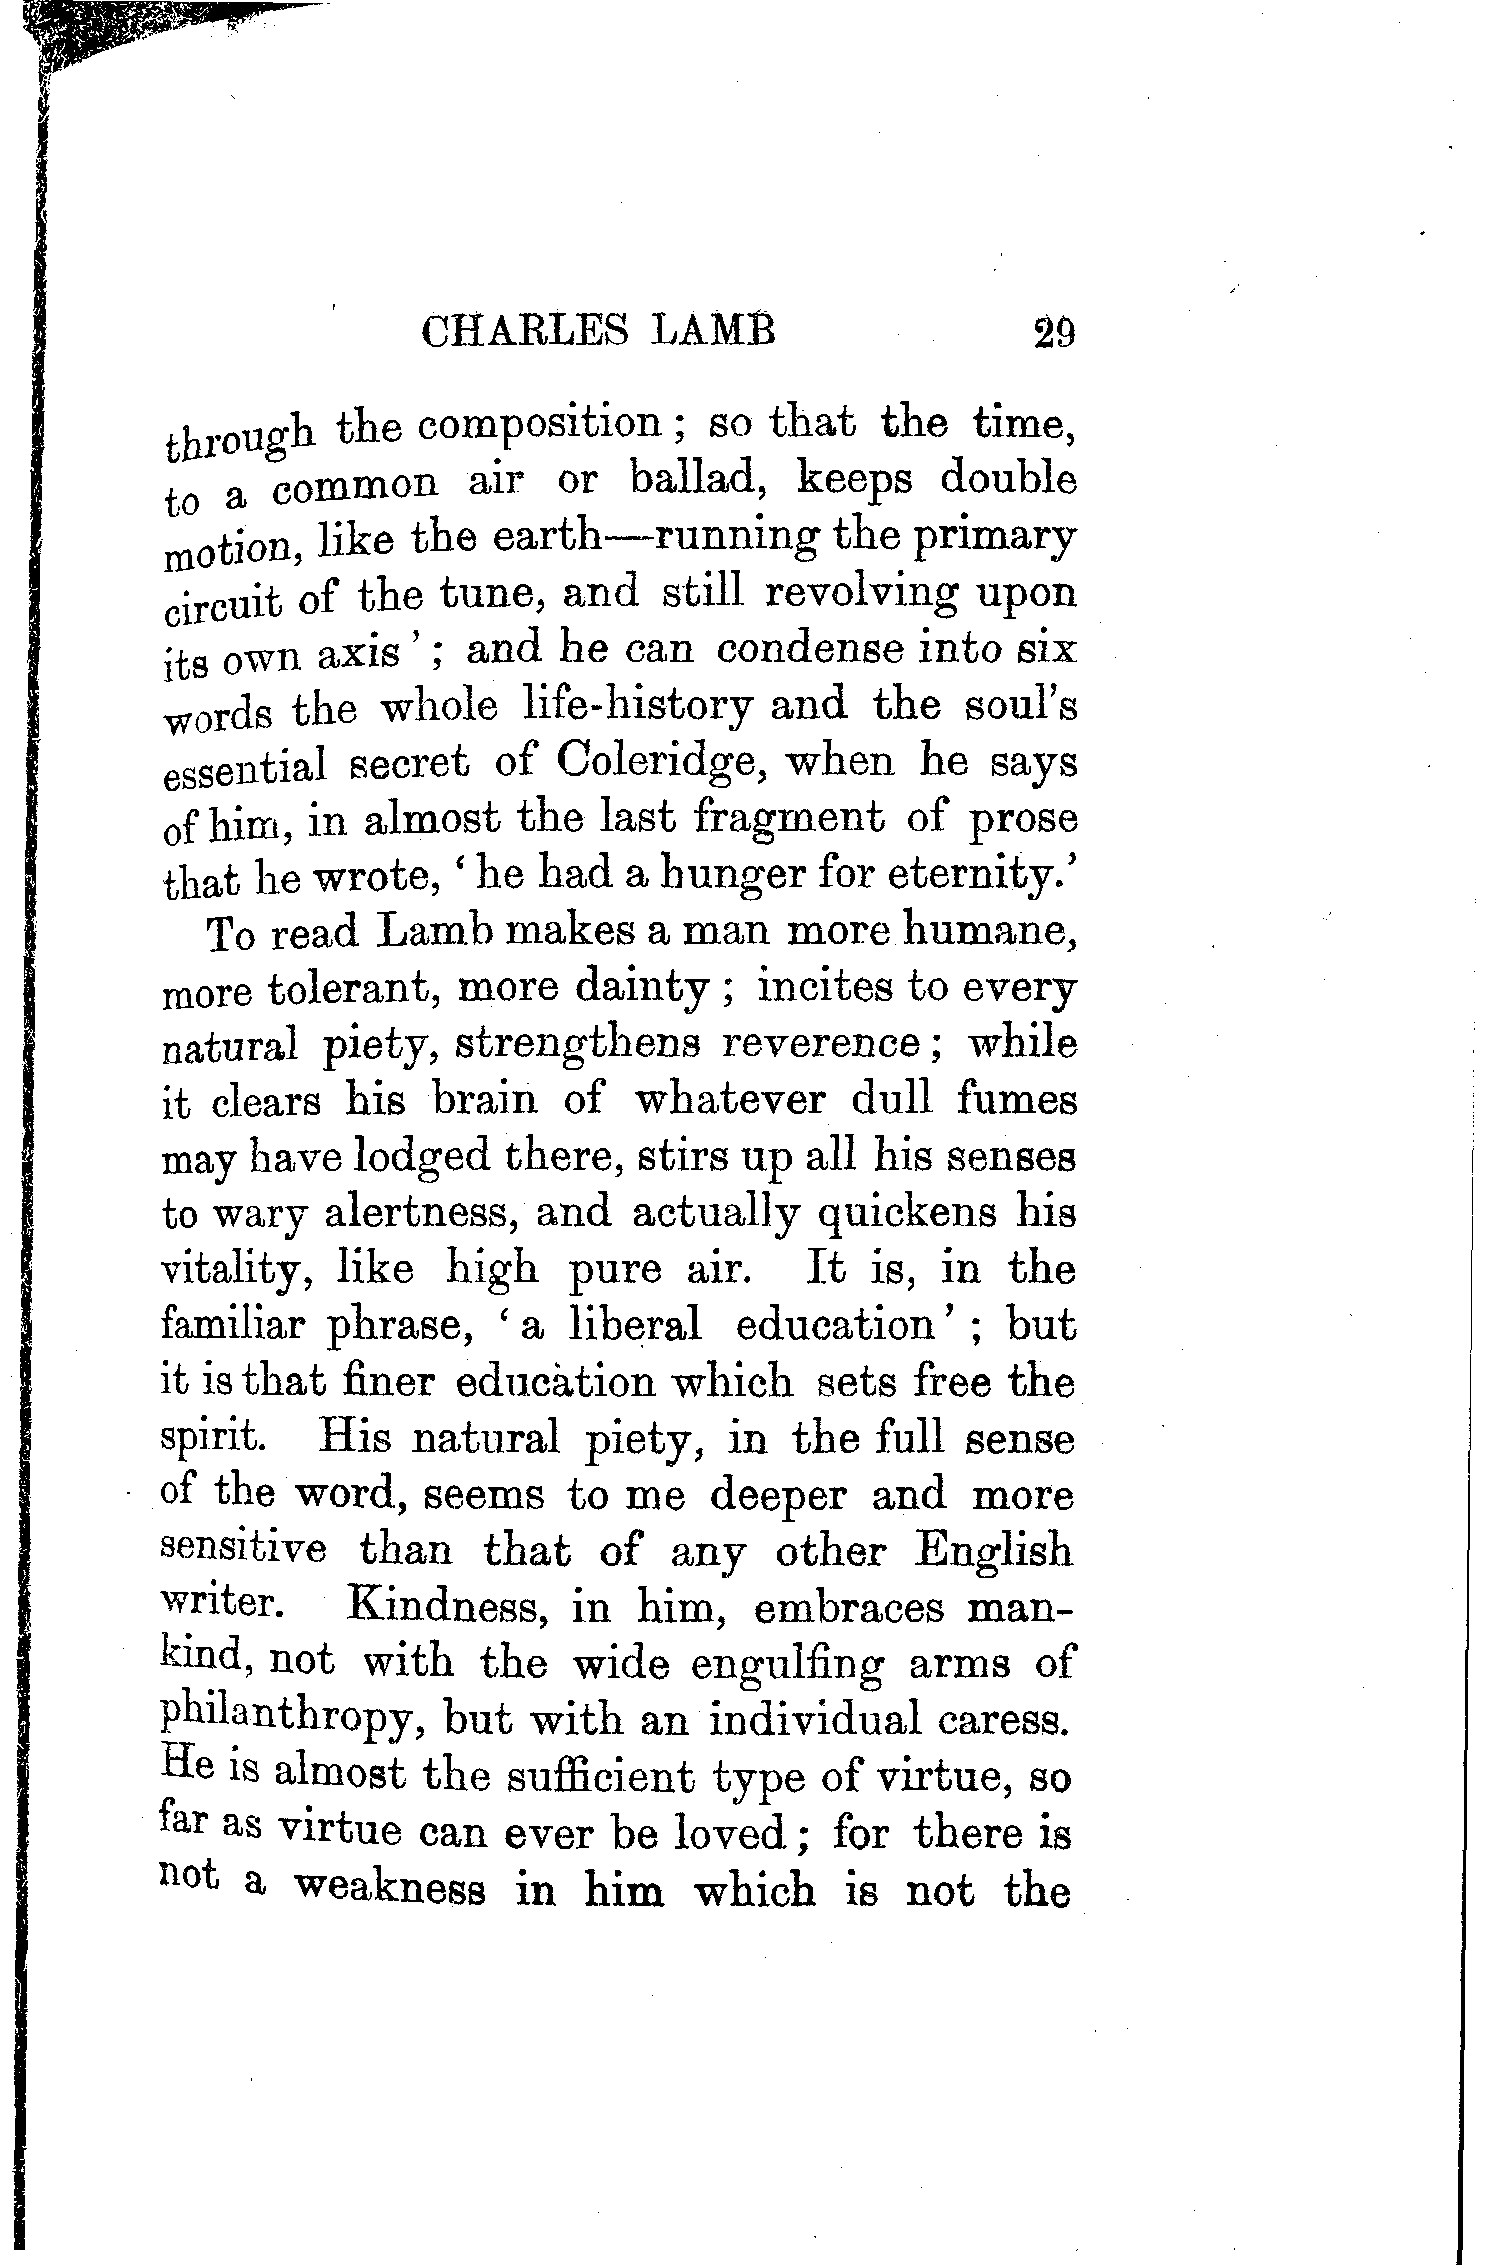 CHARLES LAMB 29
through the composition ; so that the time,
to a common air or ballad, keeps double
motion, like the earth—running the primary
circuit of the tune, and still revolving upon
its own axis ’ ; and he can condense into six
words the whole life-history and the soul’s
essential secret of Coleridge, when he says
of him, in almost the last fragment of prose
that he wrote, ‘ he had a hunger for eternity.’
To read Lamb makes a man more humane,
more tolerant, more dainty ; incites to every
natural piety, strengthens reverence ; while
it clears his brain of whatever dull fumes
may have lodged there, stirs up all his senses
to wary alertness, and actually quickens his
vitality, like high pure air. It is, in the
familiar phrase, ‘ a liberal education ’ ; but
it is that finer education which sets free the
spirit. His natural piety, in the full sense
of the word, seems to me deeper and more
sensitive than that of any other English
writer. Kindness, in him, embraces man-
kind, not with the wide engulfing arms of
philanthropy, but with an individual caress.
He is almost the sufficient type of virtue, so
far as virtue can ever be loved ; for there is
not a weakness in him which is not the